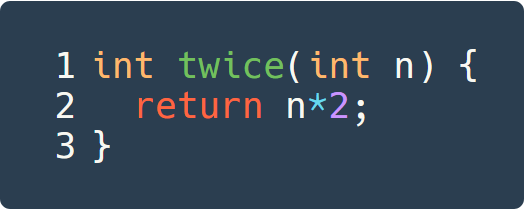 1 int twice(int n) {
2   return n*2;
3 }